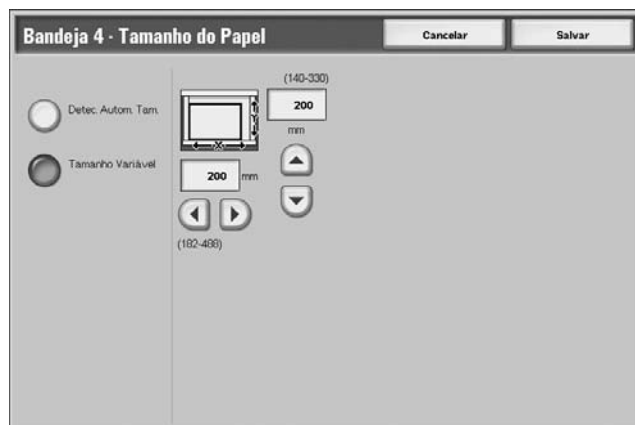 Bandeja 4 - Tamanho do Papel
Cancelar
Salvar
(140-330)
Detec. Autom. Tam.
200
mm
Y
X
Tamanho Variável
200 mm
(182-488)